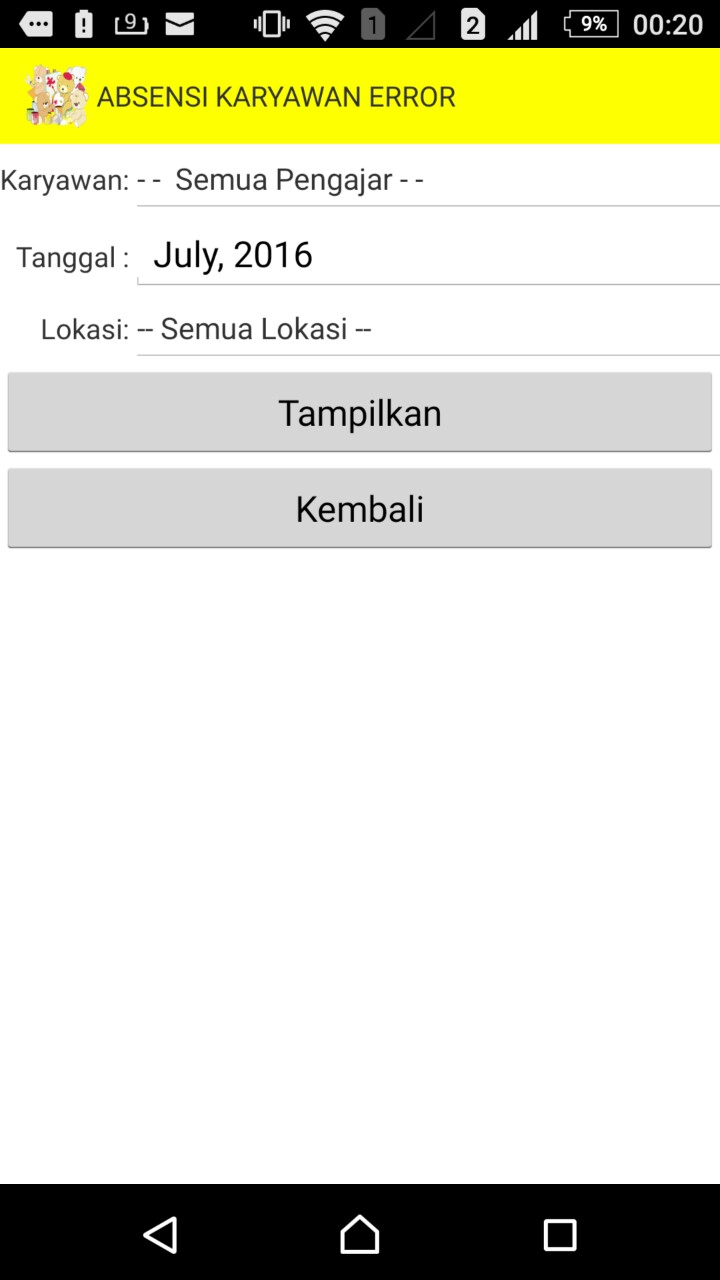 9
1
2
9%
00:20
ABSENSI KARYAWAN ERROR
Karyawan: - -  Semua Pengajar - -
Tanggal : July, 2016
Lokasi: -- Semua Lokasi --
Tampilkan
Kembali